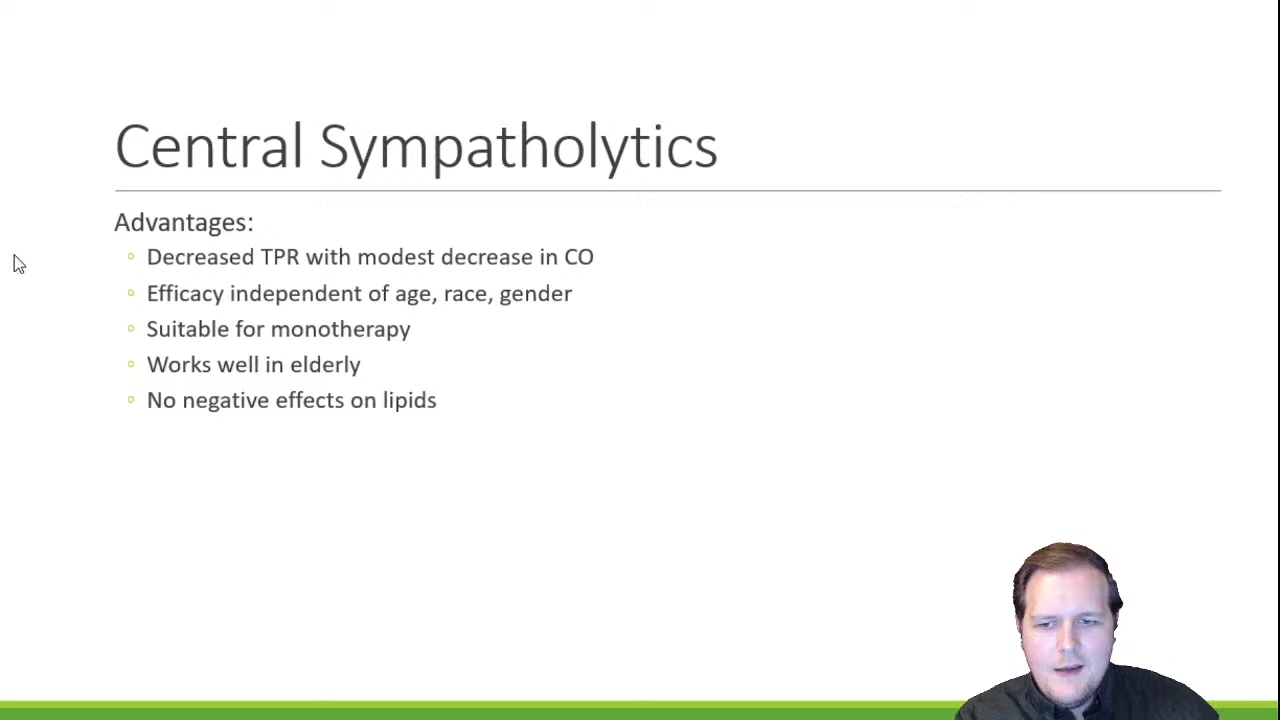 Central Sympatholytics
Advantages:
Decreased TPR with modest decrease in CO
Efficacy independent of age, race, gender
Suitable for monotherapy
Works well in elderly
No negative effects on lipids